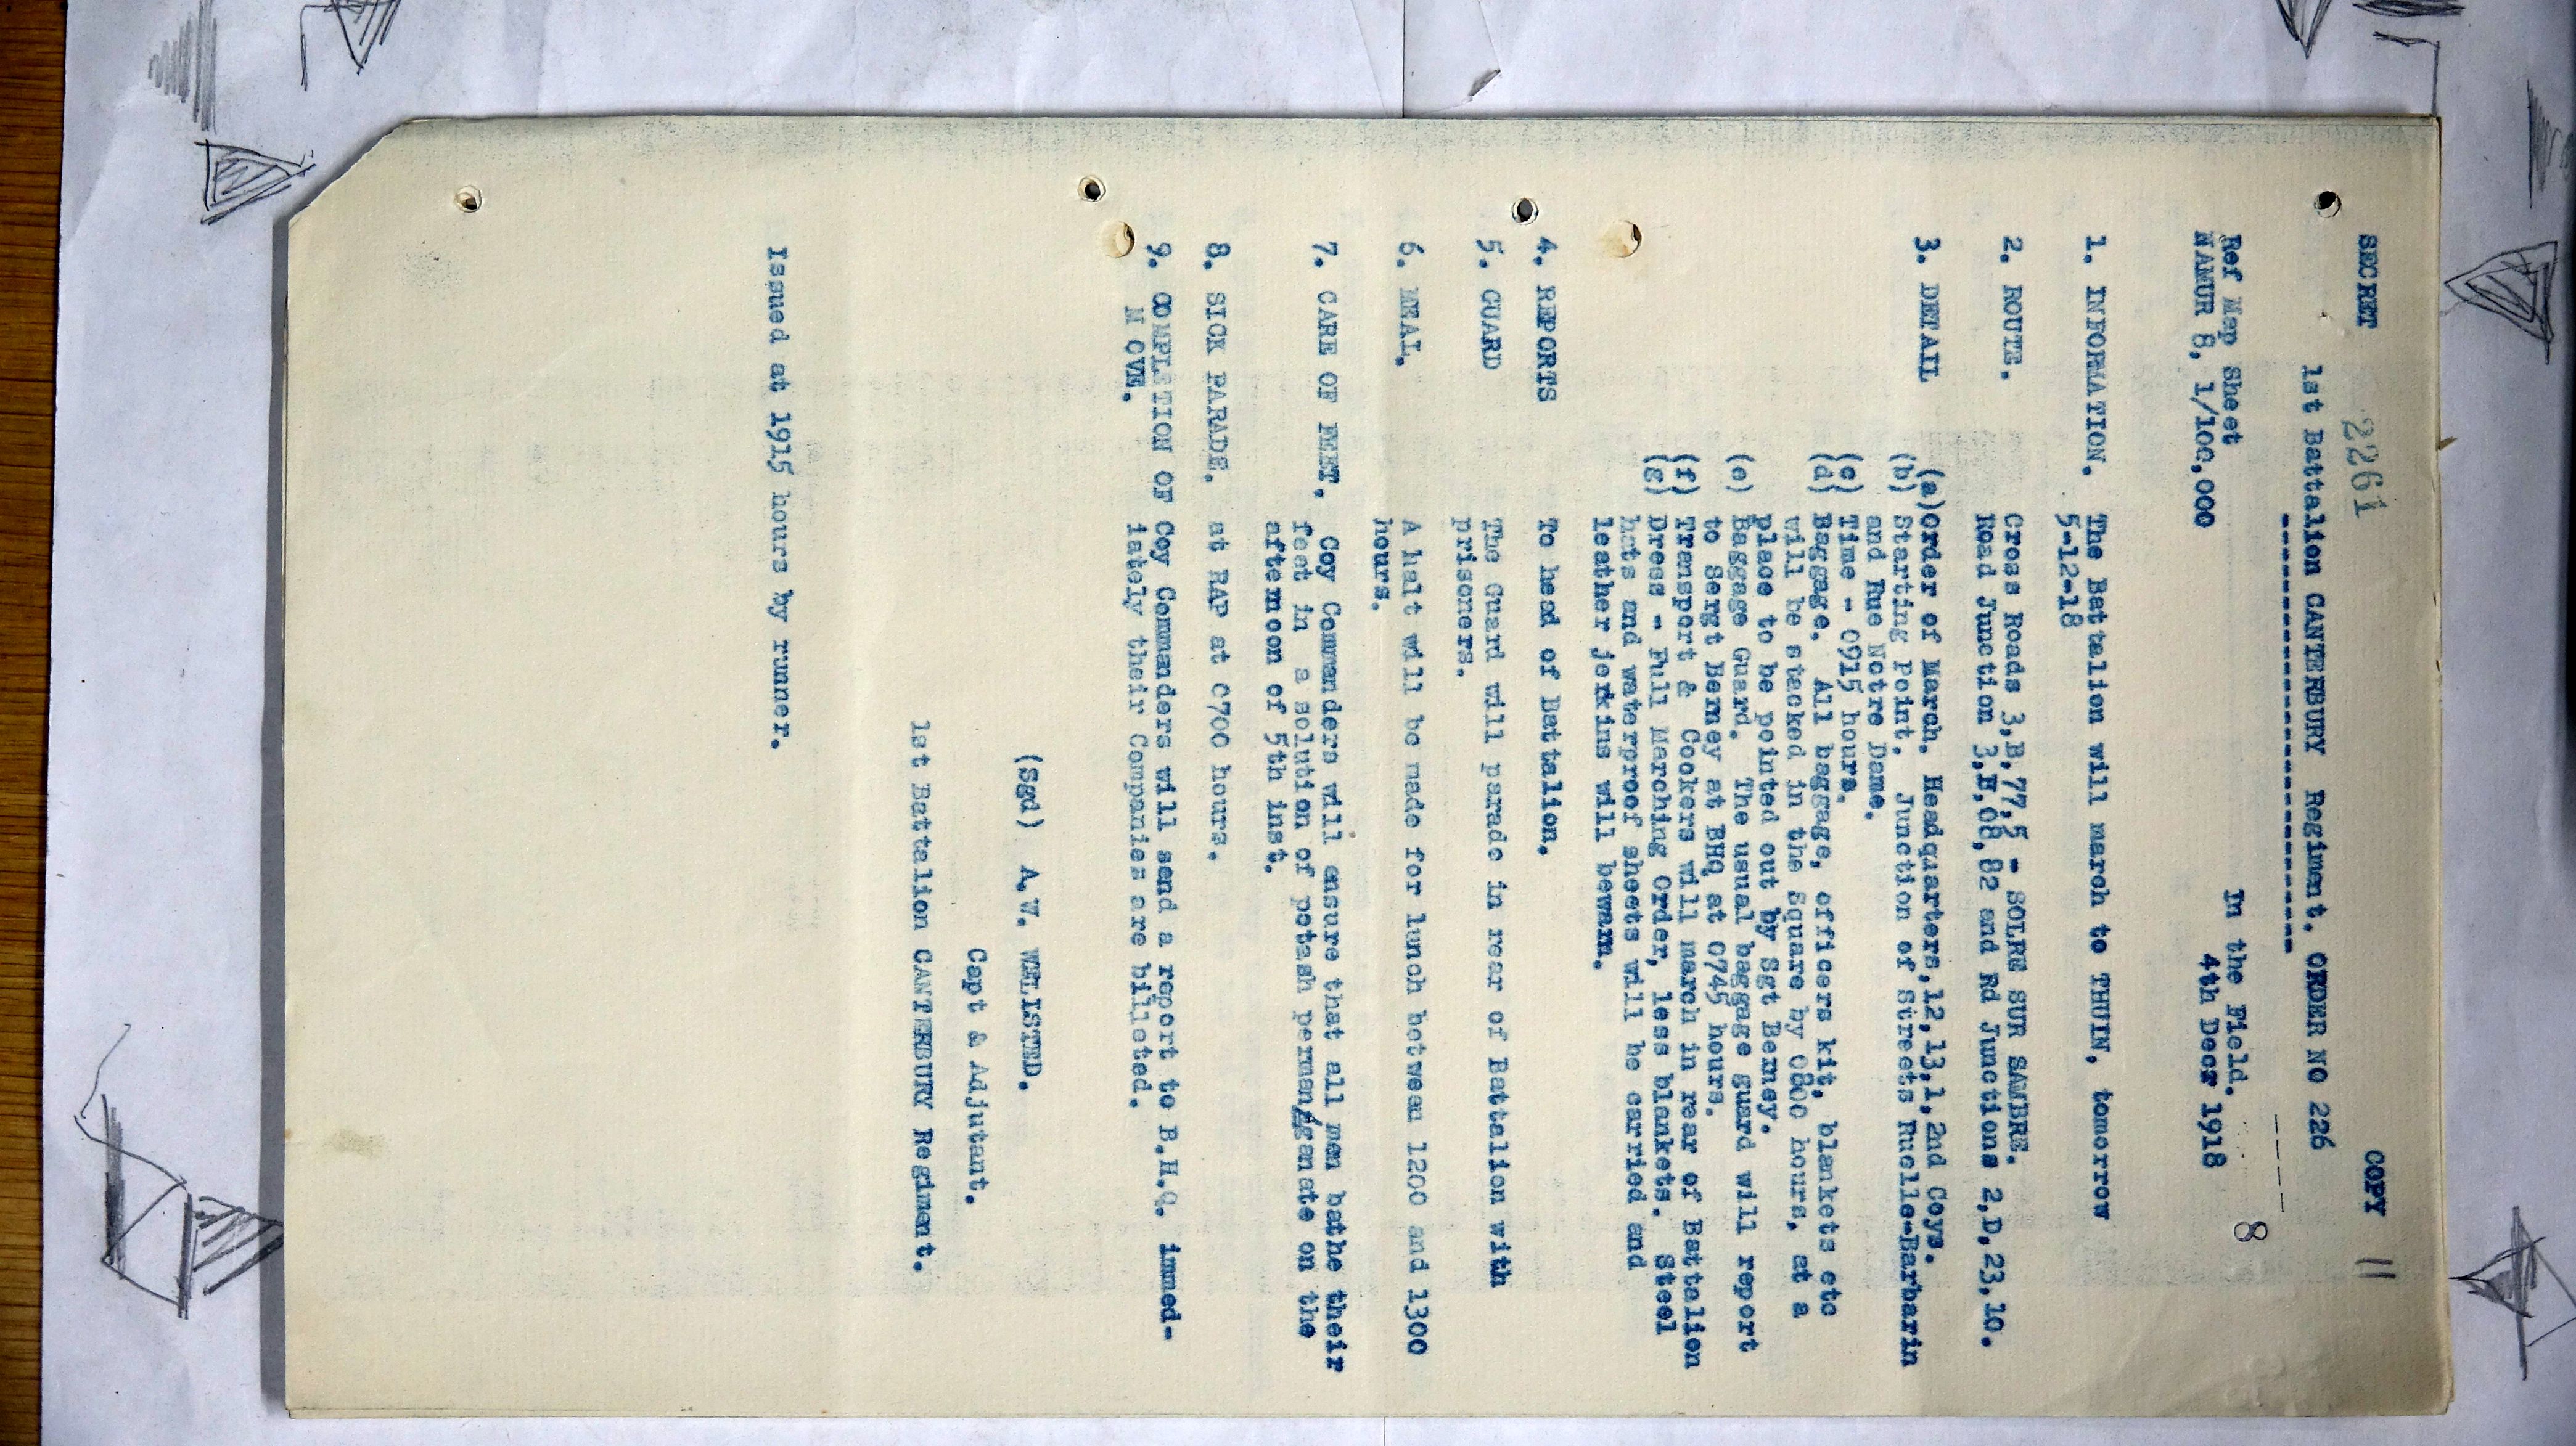 SECRET 2261 COPY 11
1st Battalion CANTERBURY Regiment. ORDER NO 226
Ref Map Sheet
NAMUR 8, 1/100,000
In the Field. 8
4th Decr 1918
1. INFORMATION. The Battalion will march to THUIN, tomorrow
5-12-18
2. ROUTE. Cross Roads 3,B,77,5 - SOLRE SUR SAMBRE.
Road Junction 3,H,08,82 and Rd Junctions 2,D,23,10.
3. DETAIL (a)Order of March. Headquarters,12,13,1,2nd Coys.
(b) Starting Point. Junction of Streets Ruelle-Barbarin
and Rue Notre Dame.
(c) Time - 0915 hours.
(d) Baggage. All baggage, officers kit, blankets etc
will be stacked in the Square by 0800 hours, at a
place to be pointed out by Sgt Berney.
(e) Baggage Guard. The usual baggage guard will report
to Sergt Berney at BHQ at 0745 hours.
(f) Transport & Cookers will march in rear of Battalion
(g) Dress - Full Marching Order, less blankets. Steel
hats and waterproof sheets will be carried and
leather jerkins will beworn.
4. REPORTS To head of Battalion.
5. GUARD The Guard will parade in rear of Battalion with
prisoners.
6. MEAL. A halt will be made for lunch between 1200 and 1300
hours.
7. CARE OF FEET. Coy Commanders will ensure that all men bathe their
feet in a solution of potash permanganate on the
afternoon of 5th inst.
8. SICK PARADE. at RAP at 0700 hours.
9. COMPLETION OF Coy Commanders will send a report to B.H.Q. immed-
M OVE. iately their Companies are billeted.
(Sgd) A.W. WELISTED.
Capt & Adjutant.
1st Battalion CANTERBURY Regiment.
Issued at 1915 hours by runner.